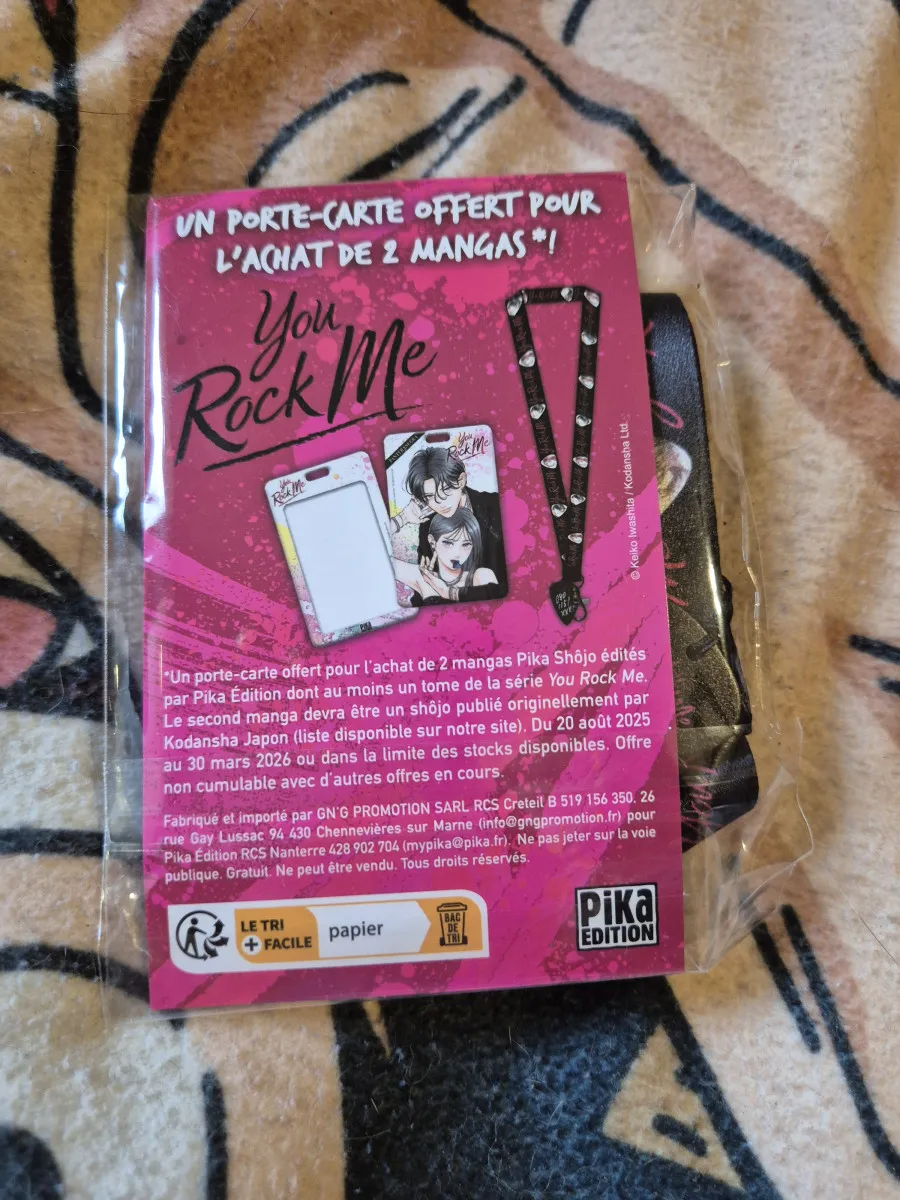 UN PORTE-CARTE OFFERT POUR
L'ACHAT DE 2 MANGAS*!
You
Rock Me
You
Rock Me
You
Rock Me
PIKA
© Keiko Iwashita / Kodansha Ltd.
*Un porte-carte offert pour l'achat de 2 mangas Pika Shôjo édités
par Pika Édition dont au moins un tome de la série You Rock Me.
Le second manga devra être un shôjo publié originellement par
Kodansha Japon (liste disponible sur notre site). Du 20 août 2025
au 30 mars 2026 ou dans la limite des stocks disponibles. Offre
non cumulable avec d'autres offres en cours.
Fabriqué et importé par GN'G PROMOTION SARL RCS Creteil B 519 156 350. 26
rue Gay Lussac 94 430 Chennevières sur Marne (info@gngpromotion.fr) pour
Pika Édition RCS Nanterre 428 902 704 (mypika@pika.fr). Ne pas jeter sur la voie
publique. Gratuit. Ne peut être vendu. Tous droits réservés.
LE TRI
+ FACILE
papier
BAC
DE
TRI
PiKa
EDITION